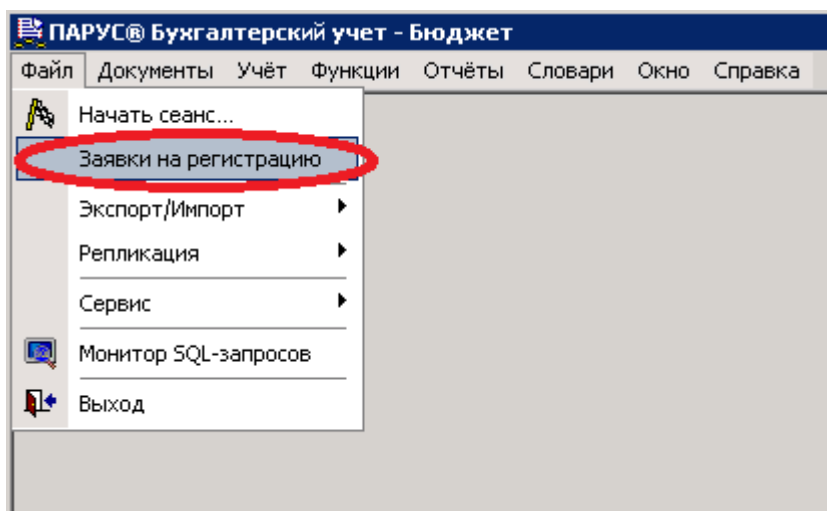 ПАРУС® Бухгалтерский учет - Бюджет
Файл Документы Учёт Функции Отчёты Словари Окно Справка
Начать сеанс...
Заявки на регистрацию
Экспорт/Импорт
Репликация
Сервис
Монитор SQL-запросов
Выход